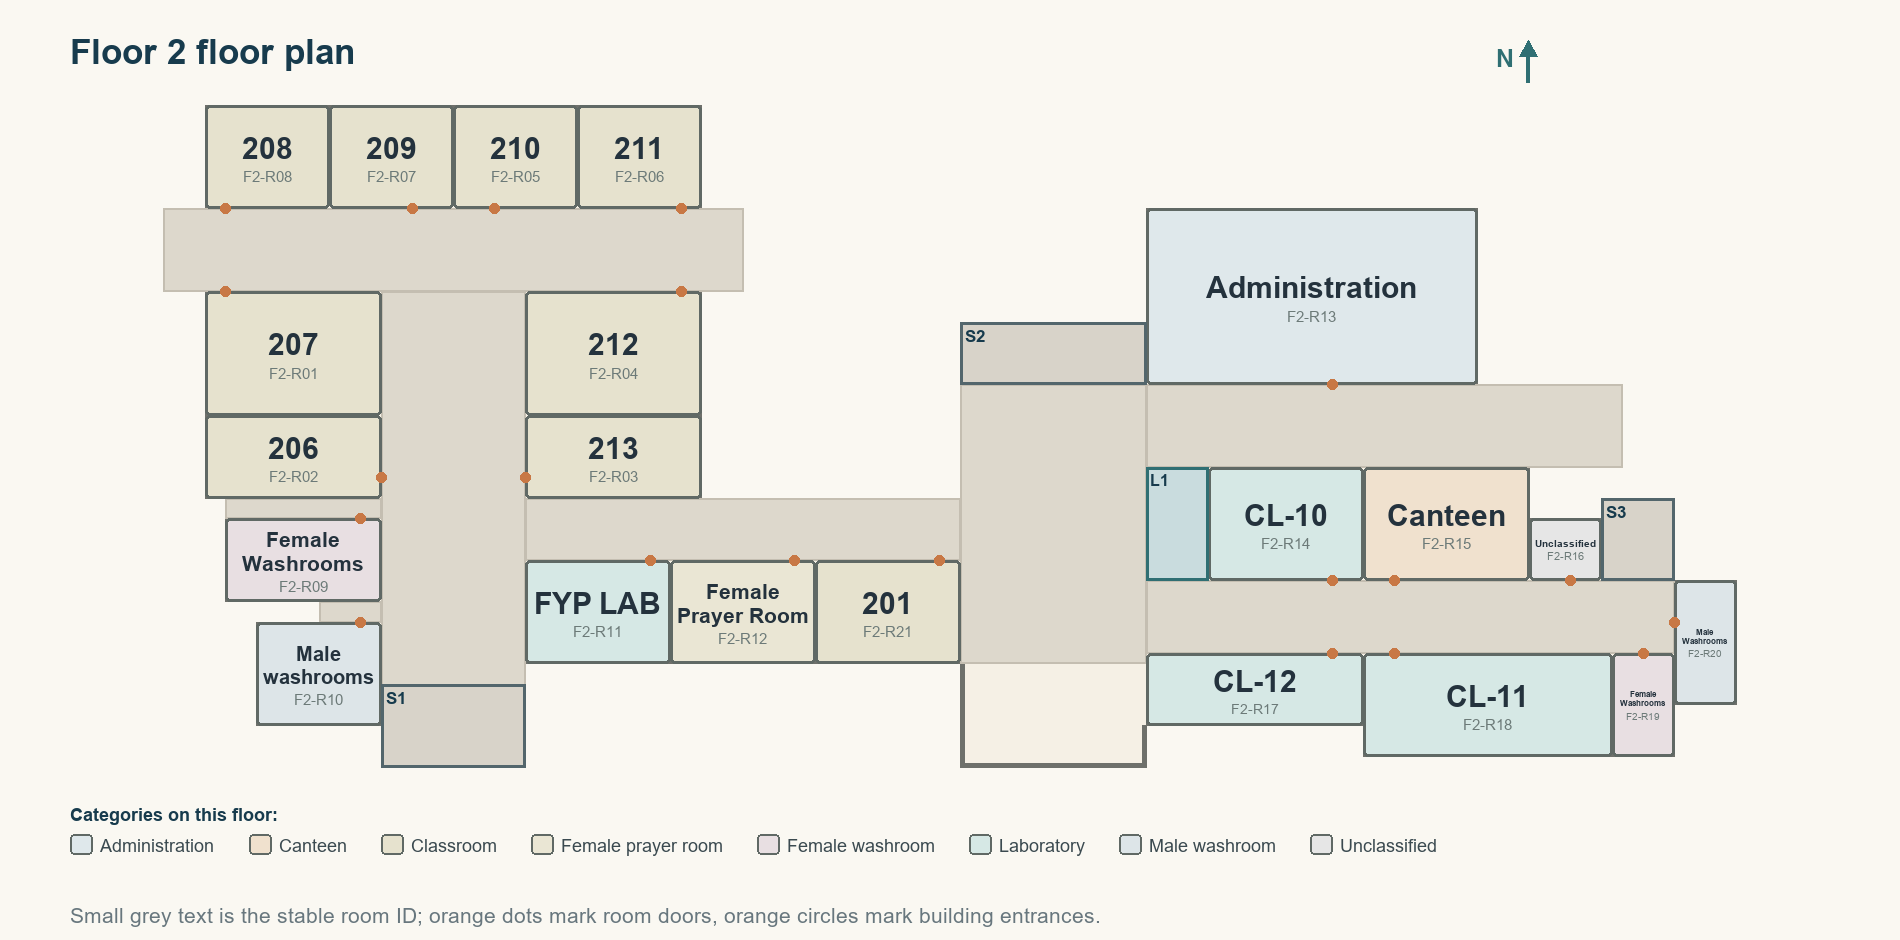 Floor 2 floor plan
N
208
F2-R08
209
F2-R07
210
F2-R05
211
F2-R06
207
F2-R01
212
F2-R04
206
F2-R02
213
F2-R03
Female
Washrooms
F2-R09
Male
washrooms
F2-R10
S1
FYP LAB
F2-R11
Female
Prayer Room
F2-R12
201
F2-R21
S2
Administration
F2-R13
L1
CL-10
F2-R14
Canteen
F2-R15
Unclassified
F2-R16
S3
Male
Washrooms
F2-R20
CL-12
F2-R17
CL-11
F2-R18
Female
Washrooms
F2-R19
Categories on this floor:
Administration
Canteen
Classroom
Female prayer room
Female washroom
Laboratory
Male washroom
Unclassified
Small grey text is the stable room ID; orange dots mark room doors, orange circles mark building entrances.